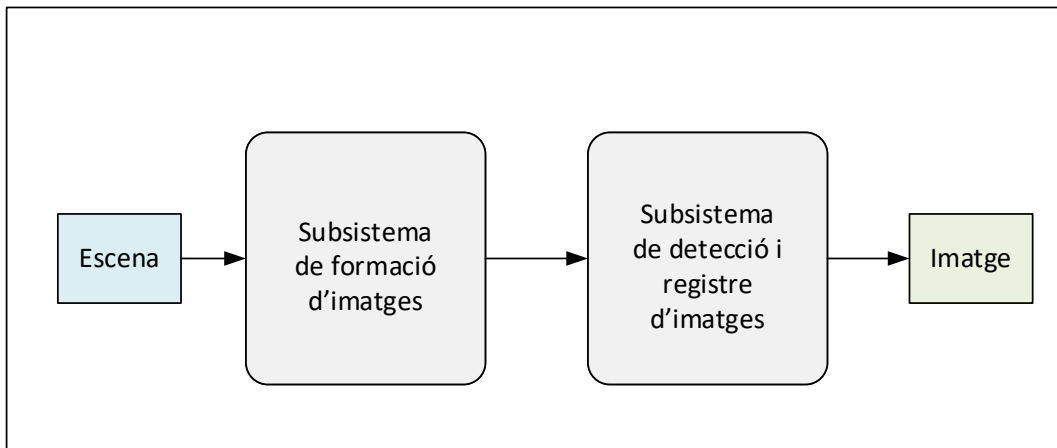 Escena
Subsistema
de formació
d’imatges
Subsistema
de detecció i
registre
d’imatges
Imatge